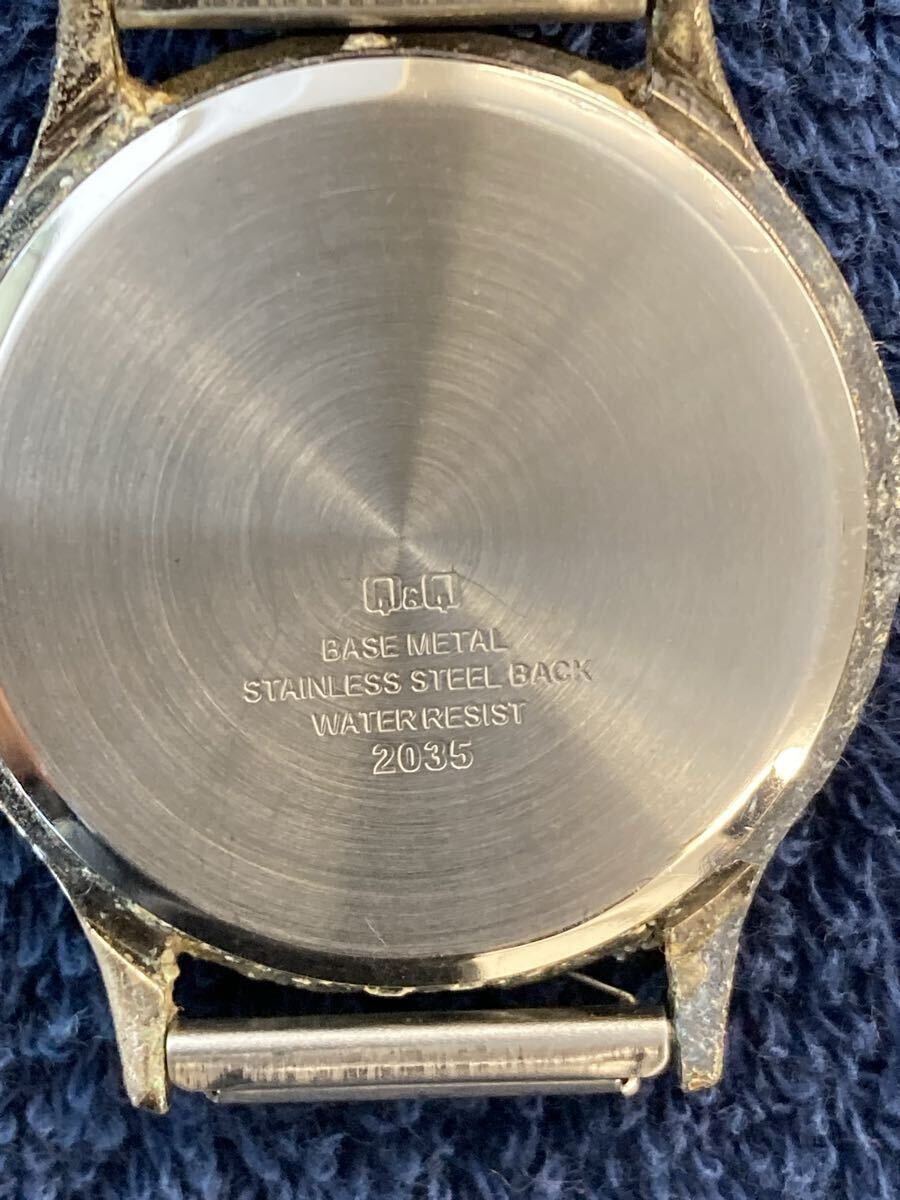 Q&Q
BASE METAL
STAINLESS STEEL BACK
WATER RESIST
2035